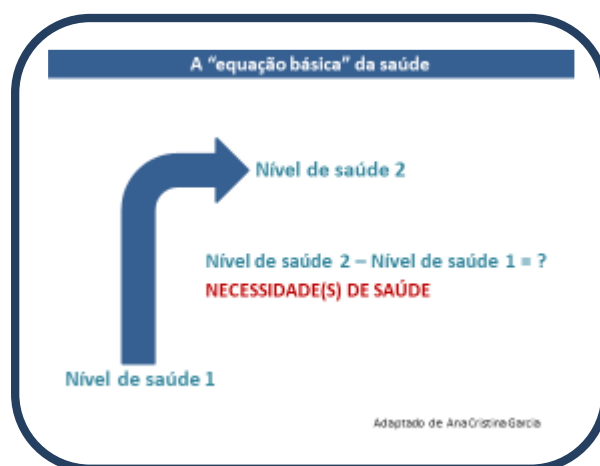 A “equação básica” da saúde
Nível de saúde 2
Nível de saúde 2 – Nível de saúde 1 = ?
NECESSIDADE(S) DE SAÚDE
Nível de saúde 1
Adaptado de Ana Cristina Garcia